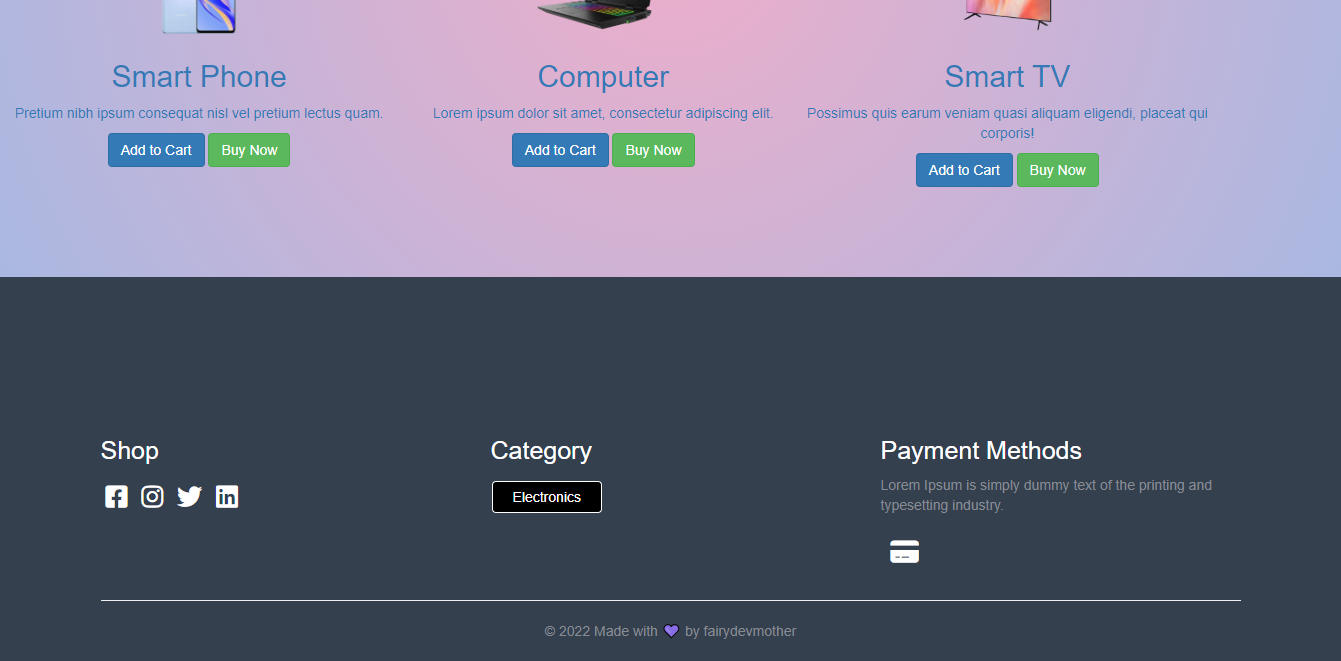 Smart Phone
Pretium nibh ipsum consequat nisl vel pretium lectus quam.
Add to Cart
Buy Now
Computer
Lorem ipsum dolor sit amet, consectetur adipiscing elit.
Add to Cart
Buy Now
Smart TV
Possimus quis earum veniam quasi aliquam eligendi, placeat qui
corporis!
Add to Cart
Buy Now
Shop
Category
Electronics
Payment Methods
Lorem Ipsum is simply dummy text of the printing and
typesetting industry.
© 2022 Made with 💜 by fairydevmother